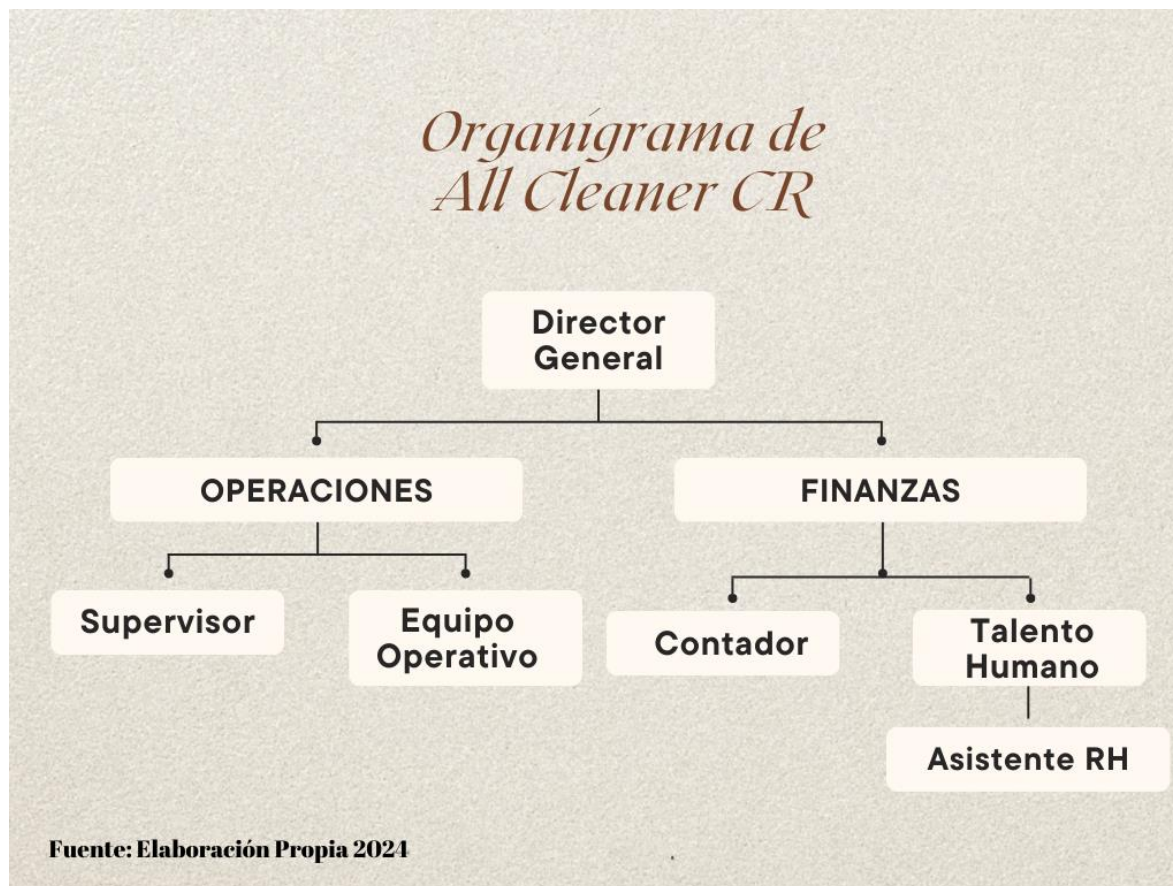 Organígrama de
All Cleaner CR
Director
General
OPERACIONES
FINANZAS
Supervisor
Equipo
Operativo
Contador
Talento
Humano
Asistente RH
Fuente: Elaboración Propia 2024